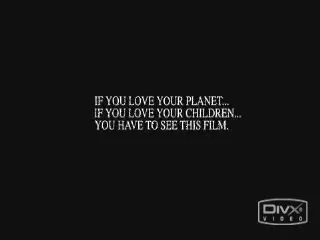 IF YOU LOVE YOUR PLANET...
IF YOU LOVE YOUR CHILDREN...
YOU HAVE TO SEE THIS FILM.
DIVX
VIDEO